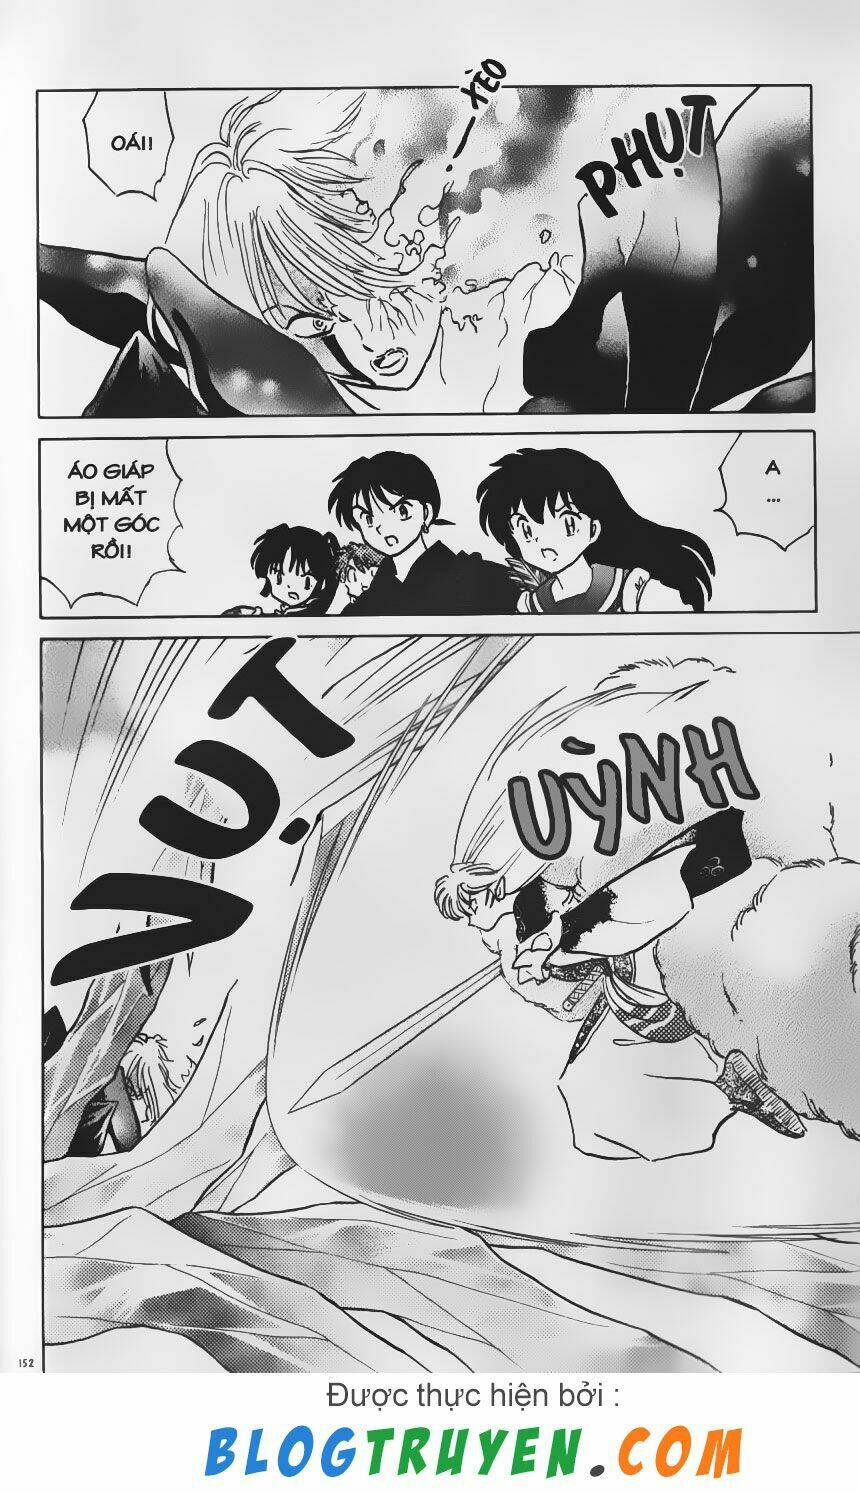 XÈO
PHỤT
OÁI!
A
...
ÁO GIÁP
BỊ MẤT
MỘT GÓC
RỒI!
UỲNH
VỤT
152
Được thực hiện bởi :
BLOGTRUYEN.COM